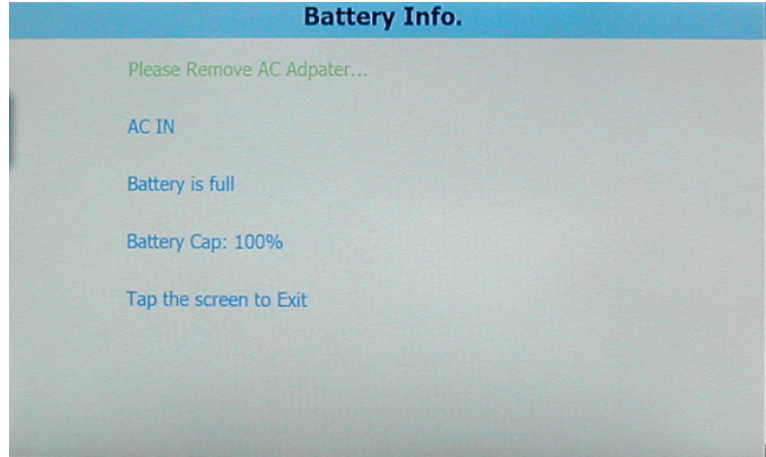 Battery Info.
Please Remove AC Adpater...
AC IN
Battery is full
Battery Cap: 100%
Tap the screen to Exit